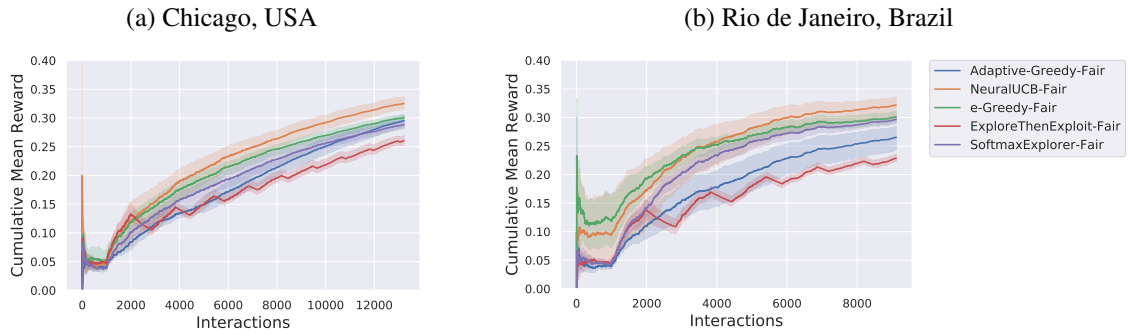 (a) Chicago, USA
(b) Rio de Janeiro, Brazil
0.40
0.35
0.30
0.25
0.20
0.15
0.10
0.05
0.00
Cumulative Mean Reward
0 2000 4000 6000 8000 10000 12000
Interactions
0.40
0.35
0.30
0.25
0.20
0.15
0.10
0.05
0.00
Cumulative Mean Reward
0 2000 4000 6000 8000
Interactions
Adaptive-Greedy-Fair
NeuralUCB-Fair
e-Greedy-Fair
ExploreThenExploit-Fair
SoftmaxExplorer-Fair